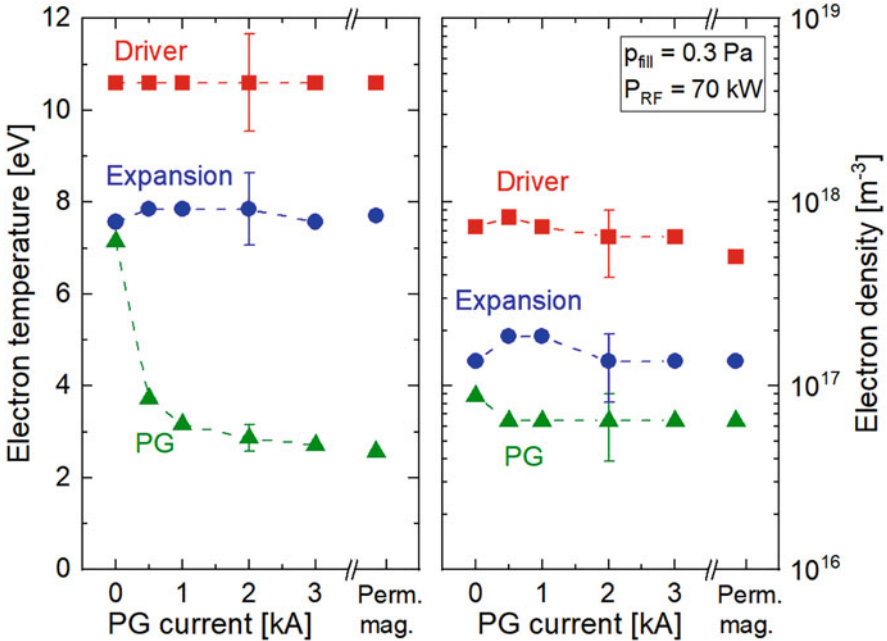 12
10
8
6
4
2
0
Electron temperature [eV]
Driver
Expansion
PG
0 1 2 3 Perm.
mag.
PG current [kA]
p_fill = 0.3 Pa
P_RF = 70 kW
Driver
Expansion
PG
0 1 2 3 Perm.
mag.
PG current [kA]
10^19
10^18
10^17
10^16
Electron density [m^-3]